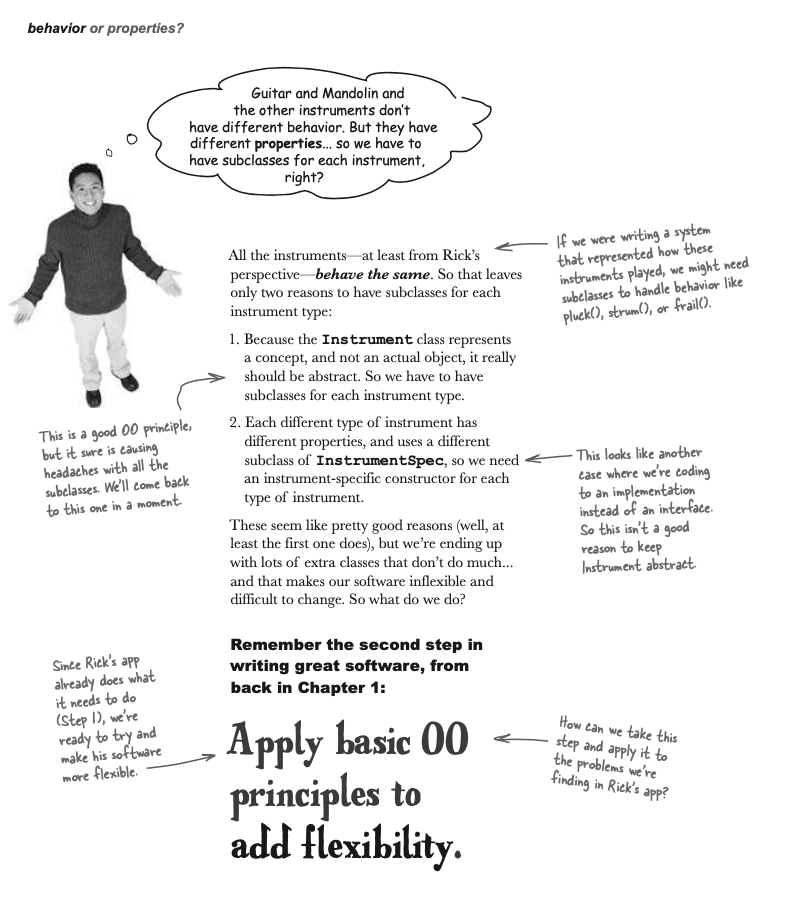 behavior or properties?
Guitar and Mandolin and
the other instruments don't
have different behavior. But they have
different properties... so we have to
have subclasses for each instrument,
right?
All the instruments—at least from Rick's
perspective—behave the same. So that leaves
only two reasons to have subclasses for each
instrument type:
If we were writing a system
that represented how these
instruments played, we might need
subclasses to handle behavior like
pluck(), strum(), or frail().
1. Because the Instrument class represents
a concept, and not an actual object, it really
should be abstract. So we have to have
subclasses for each instrument type.
This is a good OO principle,
but it sure is causing
headaches with all the
subclasses. We'll come back
to this one in a moment.
2. Each different type of instrument has
different properties, and uses a different
subclass of InstrumentSpec, so we need
an instrument-specific constructor for each
type of instrument.
This looks like another
case where we're coding
to an implementation
instead of an interface.
So this isn't a good
reason to keep
Instrument abstract.
These seem like pretty good reasons (well, at
least the first one does), but we're ending up
with lots of extra classes that don't do much...
and that makes our software inflexible and
difficult to change. So what do we do?
Remember the second step in
writing great software, from
back in Chapter 1:
Since Rick's app
already does what
it needs to do
(Step 1), we're
ready to try and
make his software
more flexible.
Apply basic OO
principles to
add flexibility.
How can we take this
step and apply it to
the problems we're
finding in Rick's app?